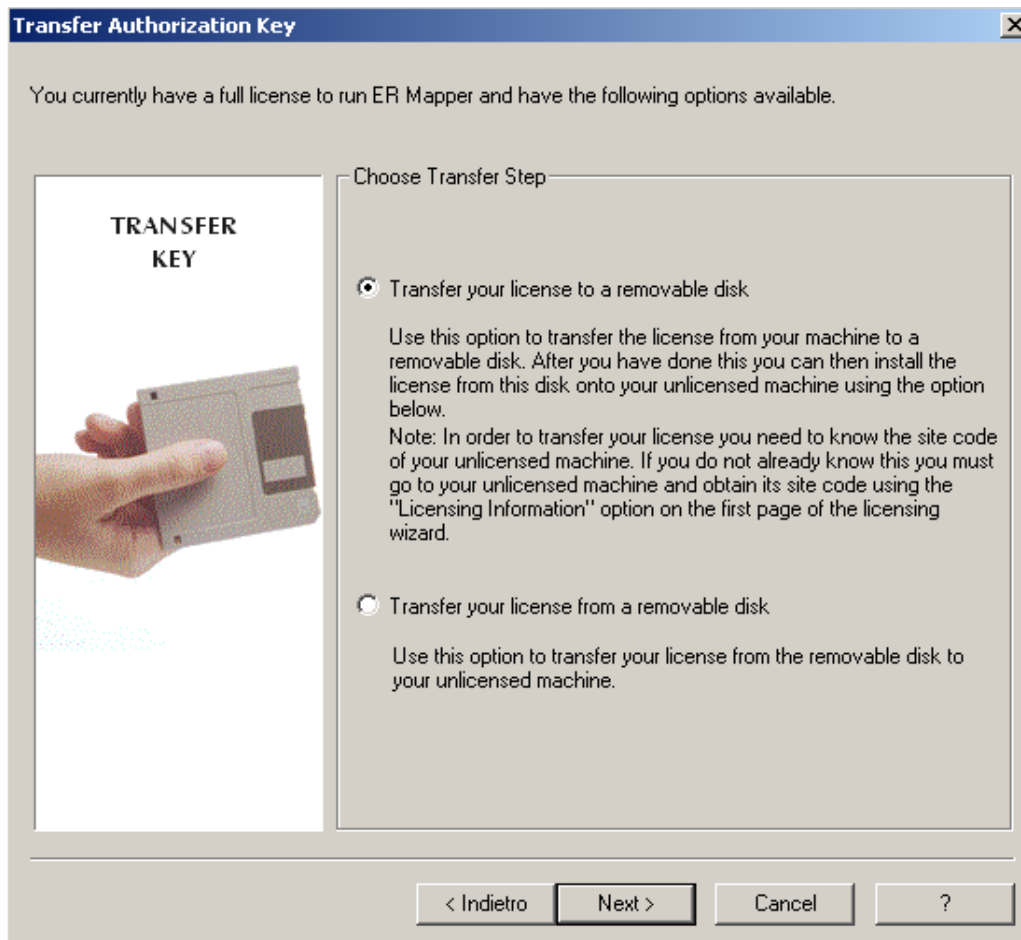 Transfer Authorization Key
You currently have a full license to run ER Mapper and have the following options available.
TRANSFER
KEY
Choose Transfer Step
Transfer your license to a removable disk
Use this option to transfer the license from your machine to a
removable disk. After you have done this you can then install the
license from this disk onto your unlicensed machine using the option
below.
Note: In order to transfer your license you need to know the site code
of your unlicensed machine. If you do not already know this you must
go to your unlicensed machine and obtain its site code using the
"Licensing Information" option on the first page of the licensing
wizard.
Transfer your license from a removable disk
Use this option to transfer your license from the removable disk to
your unlicensed machine.
< Indietro
Next >
Cancel
?